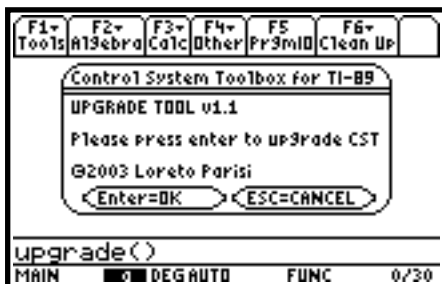 F1▾ F2▾ F3▾ F4▾ F5 F6▾
Tools Algebra Calc Other PrgmIO Clean Up
Control System Toolbox for TI-89
UPGRADE TOOL v1.1
Please press enter to upgrade CST
©2003 Loreto Parisi
Enter=OK ESC=CANCEL
upgrade()
MAIN DEG AUTO FUNC 0/30